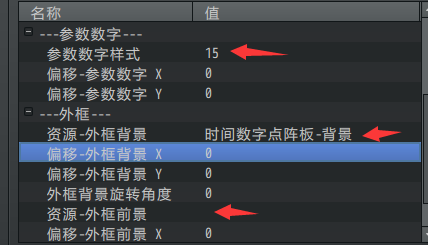 名称 值
---参数数字---
参数数字样式 15
偏移-参数数字 X 0
偏移-参数数字 Y 0
---外框---
资源-外框背景 时间数字点阵板-背景
偏移-外框背景 X 0
偏移-外框背景 Y 0
外框背景旋转角度 0
资源-外框前景
偏移-外框前景 X 0